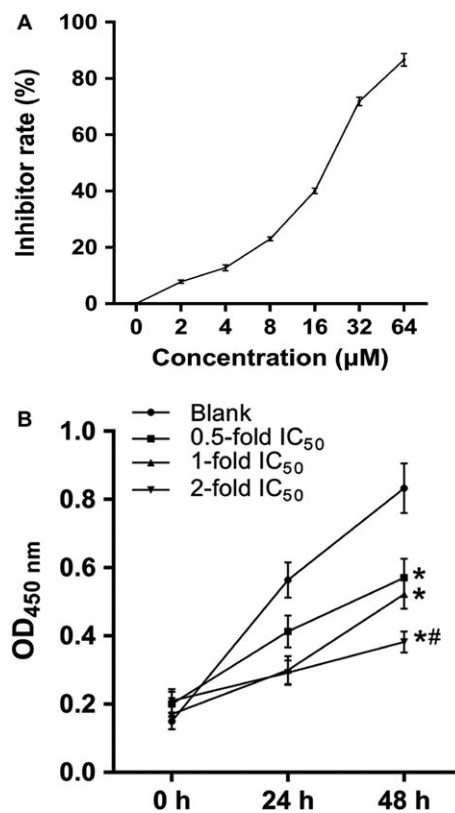 A
Inhibitor rate (%)
100
80
60
40
20
0
0 2 4 8 16 32 64
Concentration (µM)
B
Blank
0.5-fold IC50
1-fold IC50
2-fold IC50
OD450 nm
1.0
0.8
0.6
0.4
0.2
0.0
*
*
*#
0 h 24 h 48 h